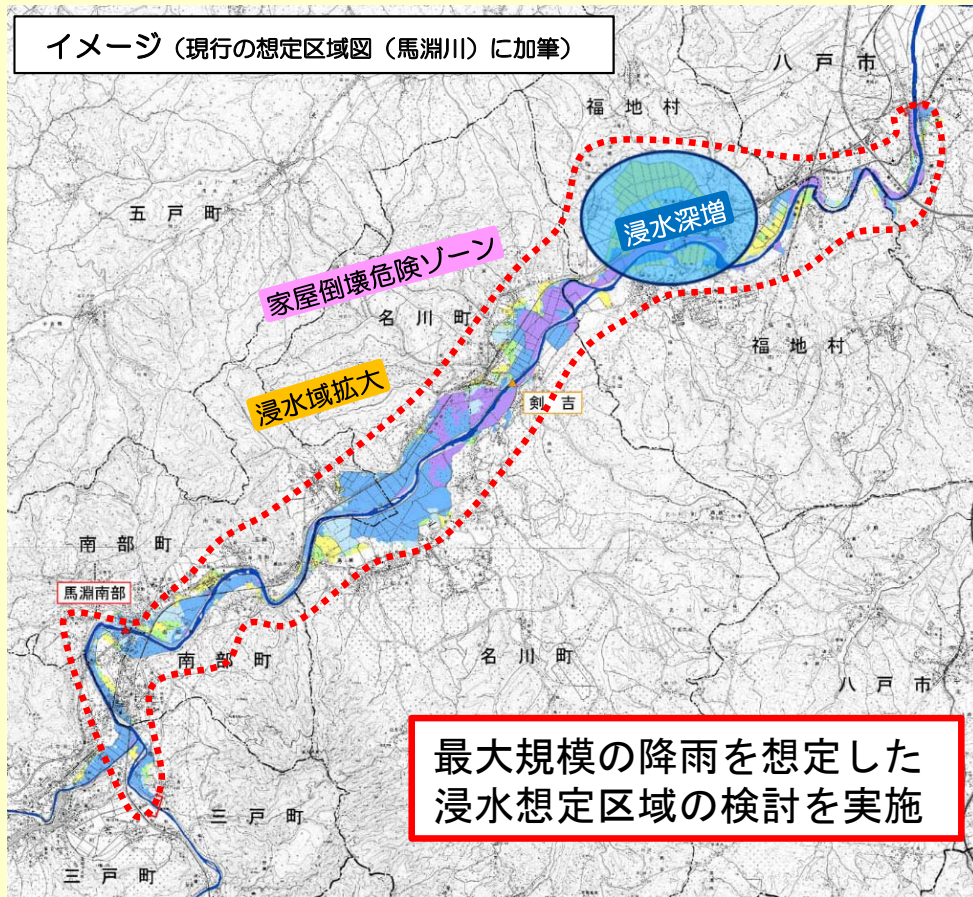 イメージ（現行の想定区域図（馬淵川）に加筆）
八戸市
福地村
五戸町
浸水深増
家屋倒壊危険ゾーン
名川町
福地村
浸水域拡大
剣吉
南部町
馬淵南部
南部町
名川町
八戸市
最大規模の降雨を想定した
浸水想定区域の検討を実施
三戸町
三戸町